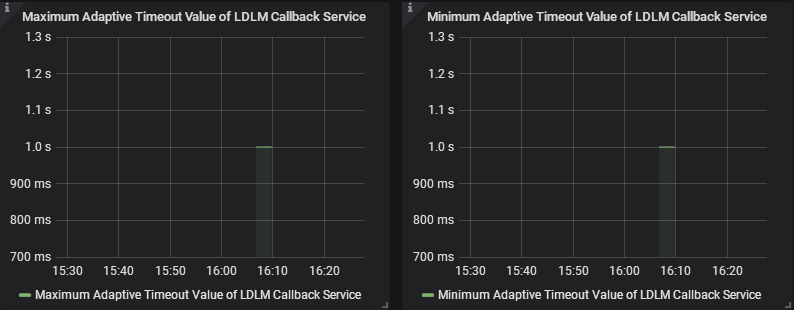 Maximum Adaptive Timeout Value of LDLM Callback Service
1.3 s
1.2 s
1.1 s
1.0 s
900 ms
800 ms
700 ms
15:30 15:40 15:50 16:00 16:10 16:20
Maximum Adaptive Timeout Value of LDLM Callback Service
Minimum Adaptive Timeout Value of LDLM Callback Service
1.3 s
1.2 s
1.1 s
1.0 s
900 ms
800 ms
700 ms
15:30 15:40 15:50 16:00 16:10 16:20
Minimum Adaptive Timeout Value of LDLM Callback Service